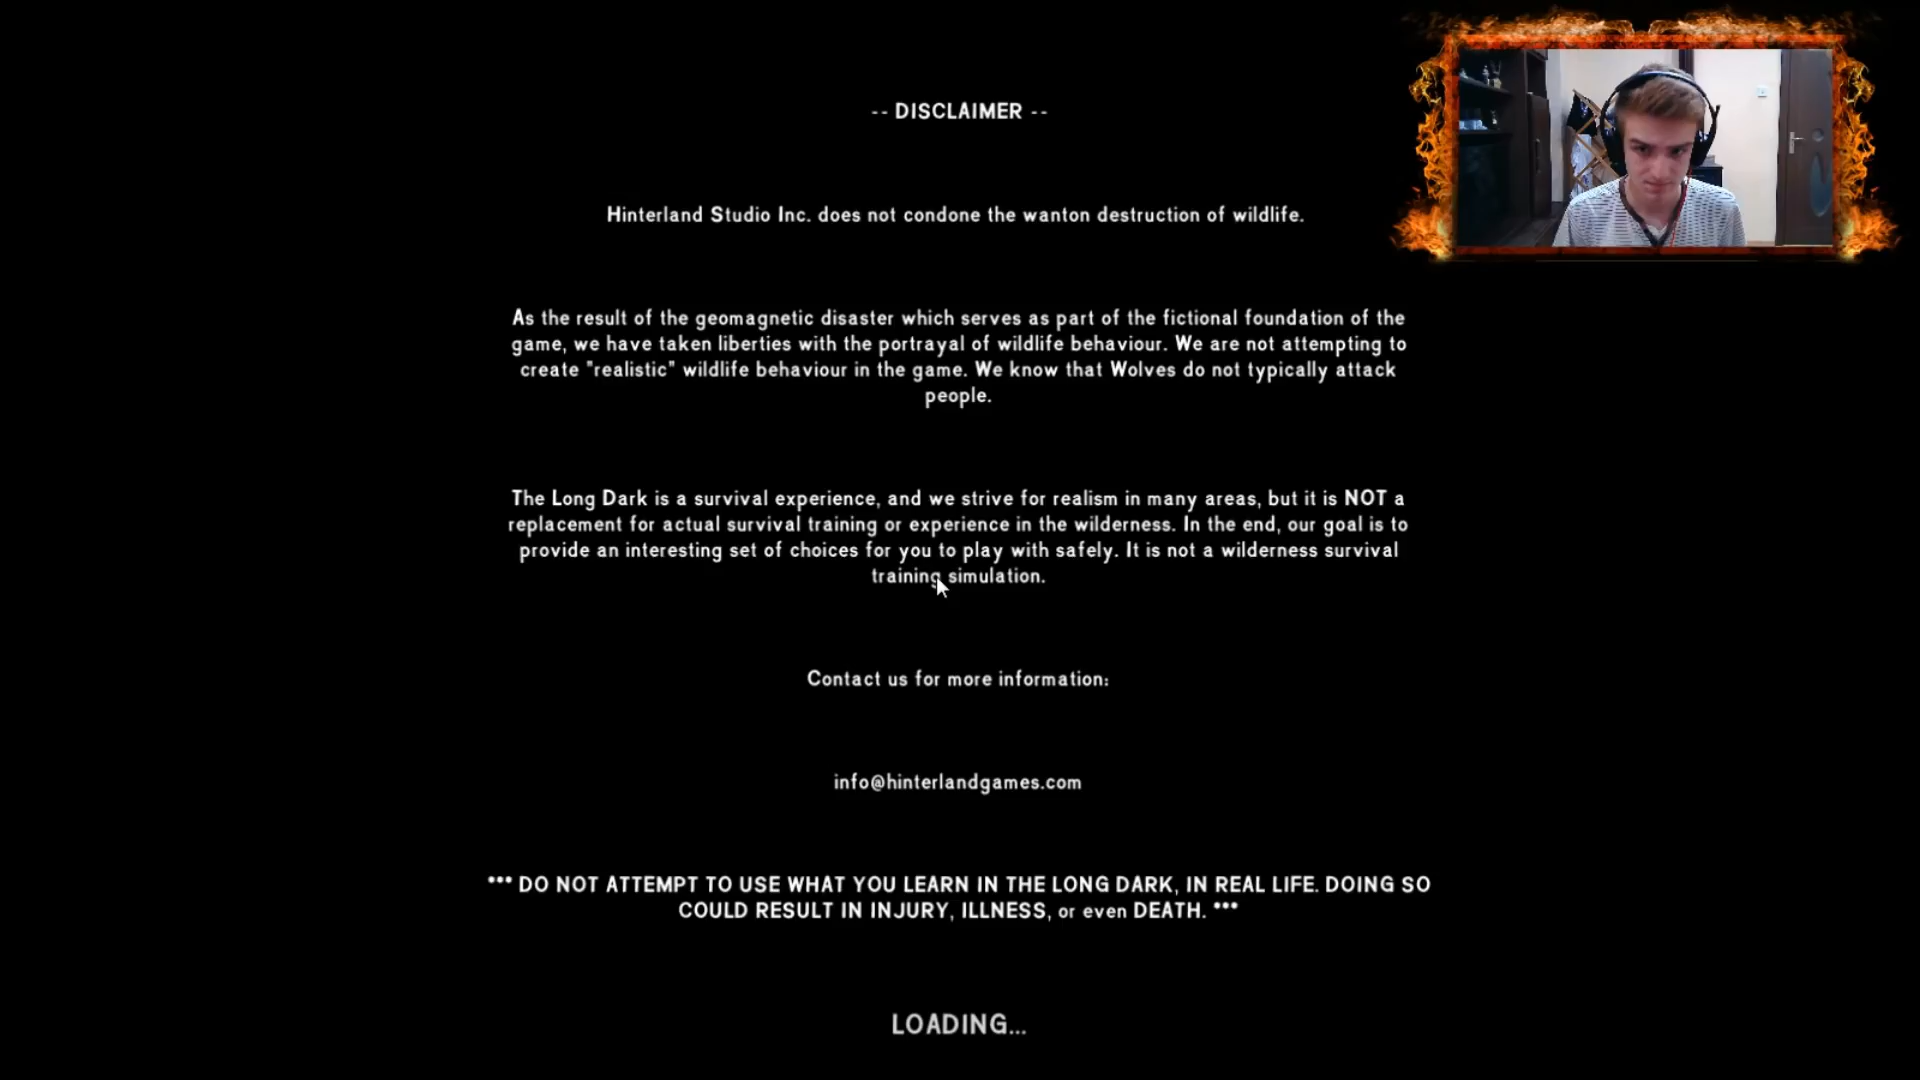 -- DISCLAIMER --
Hinterland Studio Inc. does not condone the wanton destruction of wildlife.
As the result of the geomagnetic disaster which serves as part of the fictional foundation of the
game, we have taken liberties with the portrayal of wildlife behaviour. We are not attempting to
create "realistic" wildlife behaviour in the game. We know that Wolves do not typically attack
people.
The Long Dark is a survival experience, and we strive for realism in many areas, but it is NOT a
replacement for actual survival training or experience in the wilderness. In the end, our goal is to
provide an interesting set of choices for you to play with safely. It is not a wilderness survival
training simulation.
Contact us for more information:
info@hinterlandgames.com
*** DO NOT ATTEMPT TO USE WHAT YOU LEARN IN THE LONG DARK, IN REAL LIFE. DOING SO
COULD RESULT IN INJURY, ILLNESS, or even DEATH. ***
LOADING...